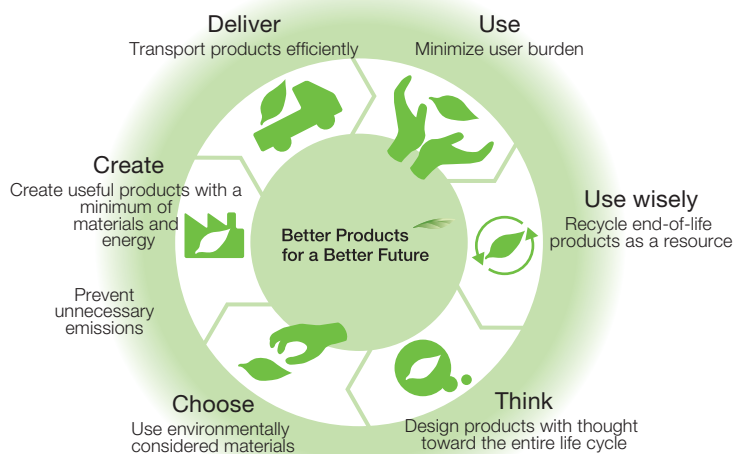 Deliver
Transport products efficiently
Use
Minimize user burden
Create
Create useful products with a
minimum of
materials and
energy
Prevent
unnecessary
emissions
Use wisely
Recycle end-of-life
products as a resource
Better Products
for a Better Future
Choose
Use environmentally
considered materials
Think
Design products with thought
toward the entire life cycle